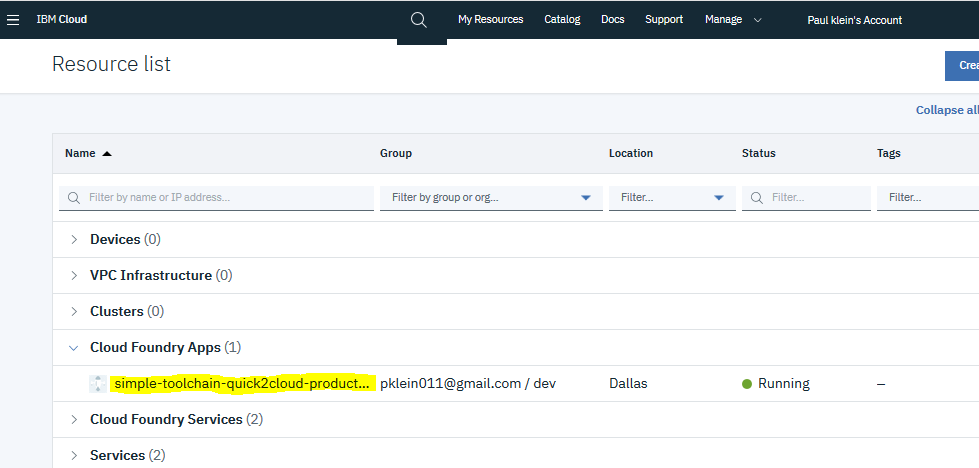 IBM Cloud My Resources Catalog Docs Support Manage Paul klein's Account
Resource list
Crea
Collapse all
Name Group Location Status Tags
Filter by name or IP address... Filter by group or org... Filter... Filter... Filter...
Devices (0)
VPC Infrastructure (0)
Clusters (0)
Cloud Foundry Apps (1)
simple-toolchain-quick2cloud-product... pklein011@gmail.com / dev Dallas Running –
Cloud Foundry Services (2)
Services (2)